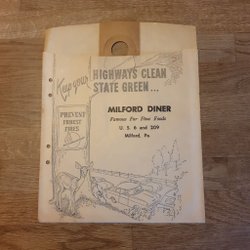 Keep your
HIGHWAYS CLEAN
STATE GREEN...
PREVENT
FOREST
FIRES
MILFORD DINER
Famous For Fine Foods
U. S. 6 and 209
Milford, Pa.